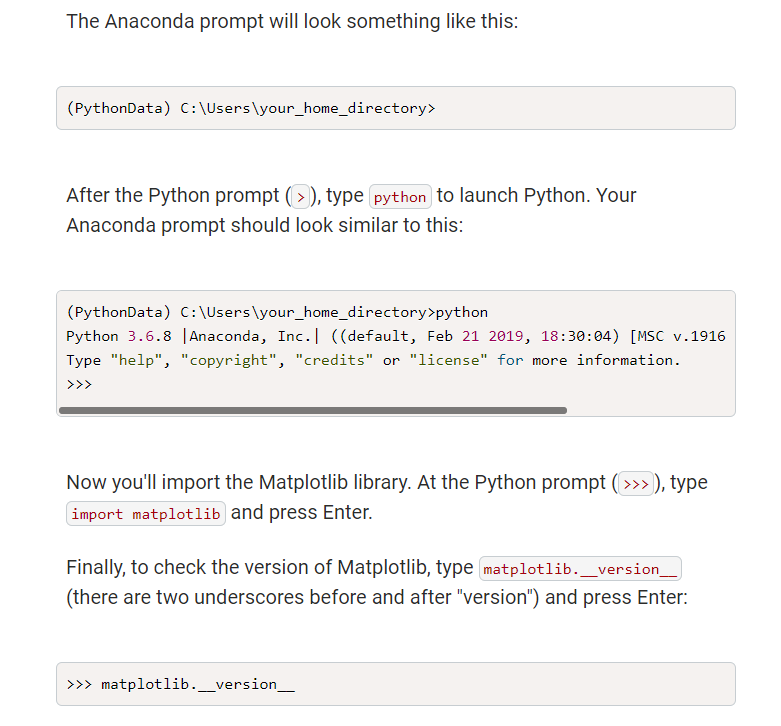 The Anaconda prompt will look something like this:
(PythonData) C:\Users\your_home_directory>
After the Python prompt (>), type python to launch Python. Your
Anaconda prompt should look similar to this:
(PythonData) C:\Users\your_home_directory>python
Python 3.6.8 |Anaconda, Inc.| ((default, Feb 21 2019, 18:30:04) [MSC v.1916
Type "help", "copyright", "credits" or "license" for more information.
>>>
Now you'll import the Matplotlib library. At the Python prompt (>>>), type
import matplotlib and press Enter.
Finally, to check the version of Matplotlib, type matplotlib.__version__
(there are two underscores before and after "version") and press Enter:
>>> matplotlib.__version__